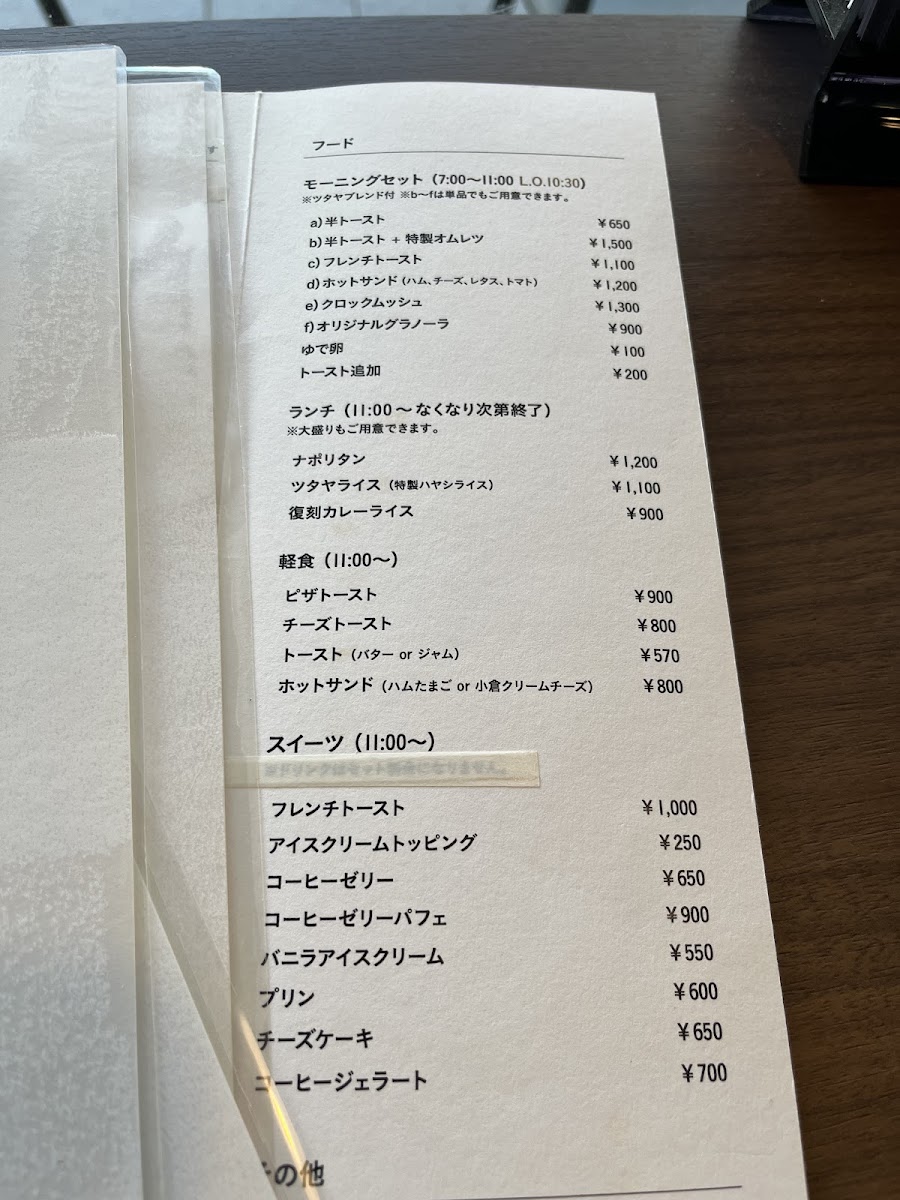 フード
モーニングセット (7:00〜11:00 L.O.10:30)
※ツタヤブレンド付 ※b〜fは単品でもご用意できます。
a)半トースト ¥650
b)半トースト + 特製オムレツ ¥1,500
c)フレンチトースト ¥1,100
d)ホットサンド (ハム、チーズ、レタス、トマト) ¥1,200
e)クロックムッシュ ¥1,300
f)オリジナルグラノーラ ¥900
ゆで卵 ¥100
トースト追加 ¥200
ランチ (11:00 〜 なくなり次第終了)
※大盛りもご用意できます。
ナポリタン ¥1,200
ツタヤライス (特製ハヤシライス) ¥1,100
復刻カレーライス ¥900
軽食 (11:00〜)
ピザトースト ¥900
チーズトースト ¥800
トースト (バター or ジャム) ¥570
ホットサンド (ハムたまご or 小倉クリームチーズ) ¥800
スイーツ (11:00〜)
フレンチトースト ¥1,000
アイスクリームトッピング ¥250
コーヒーゼリー ¥650
コーヒーゼリーパフェ ¥900
バニラアイスクリーム ¥550
プリン ¥600
チーズケーキ ¥650
コーヒージェラート ¥700
その他